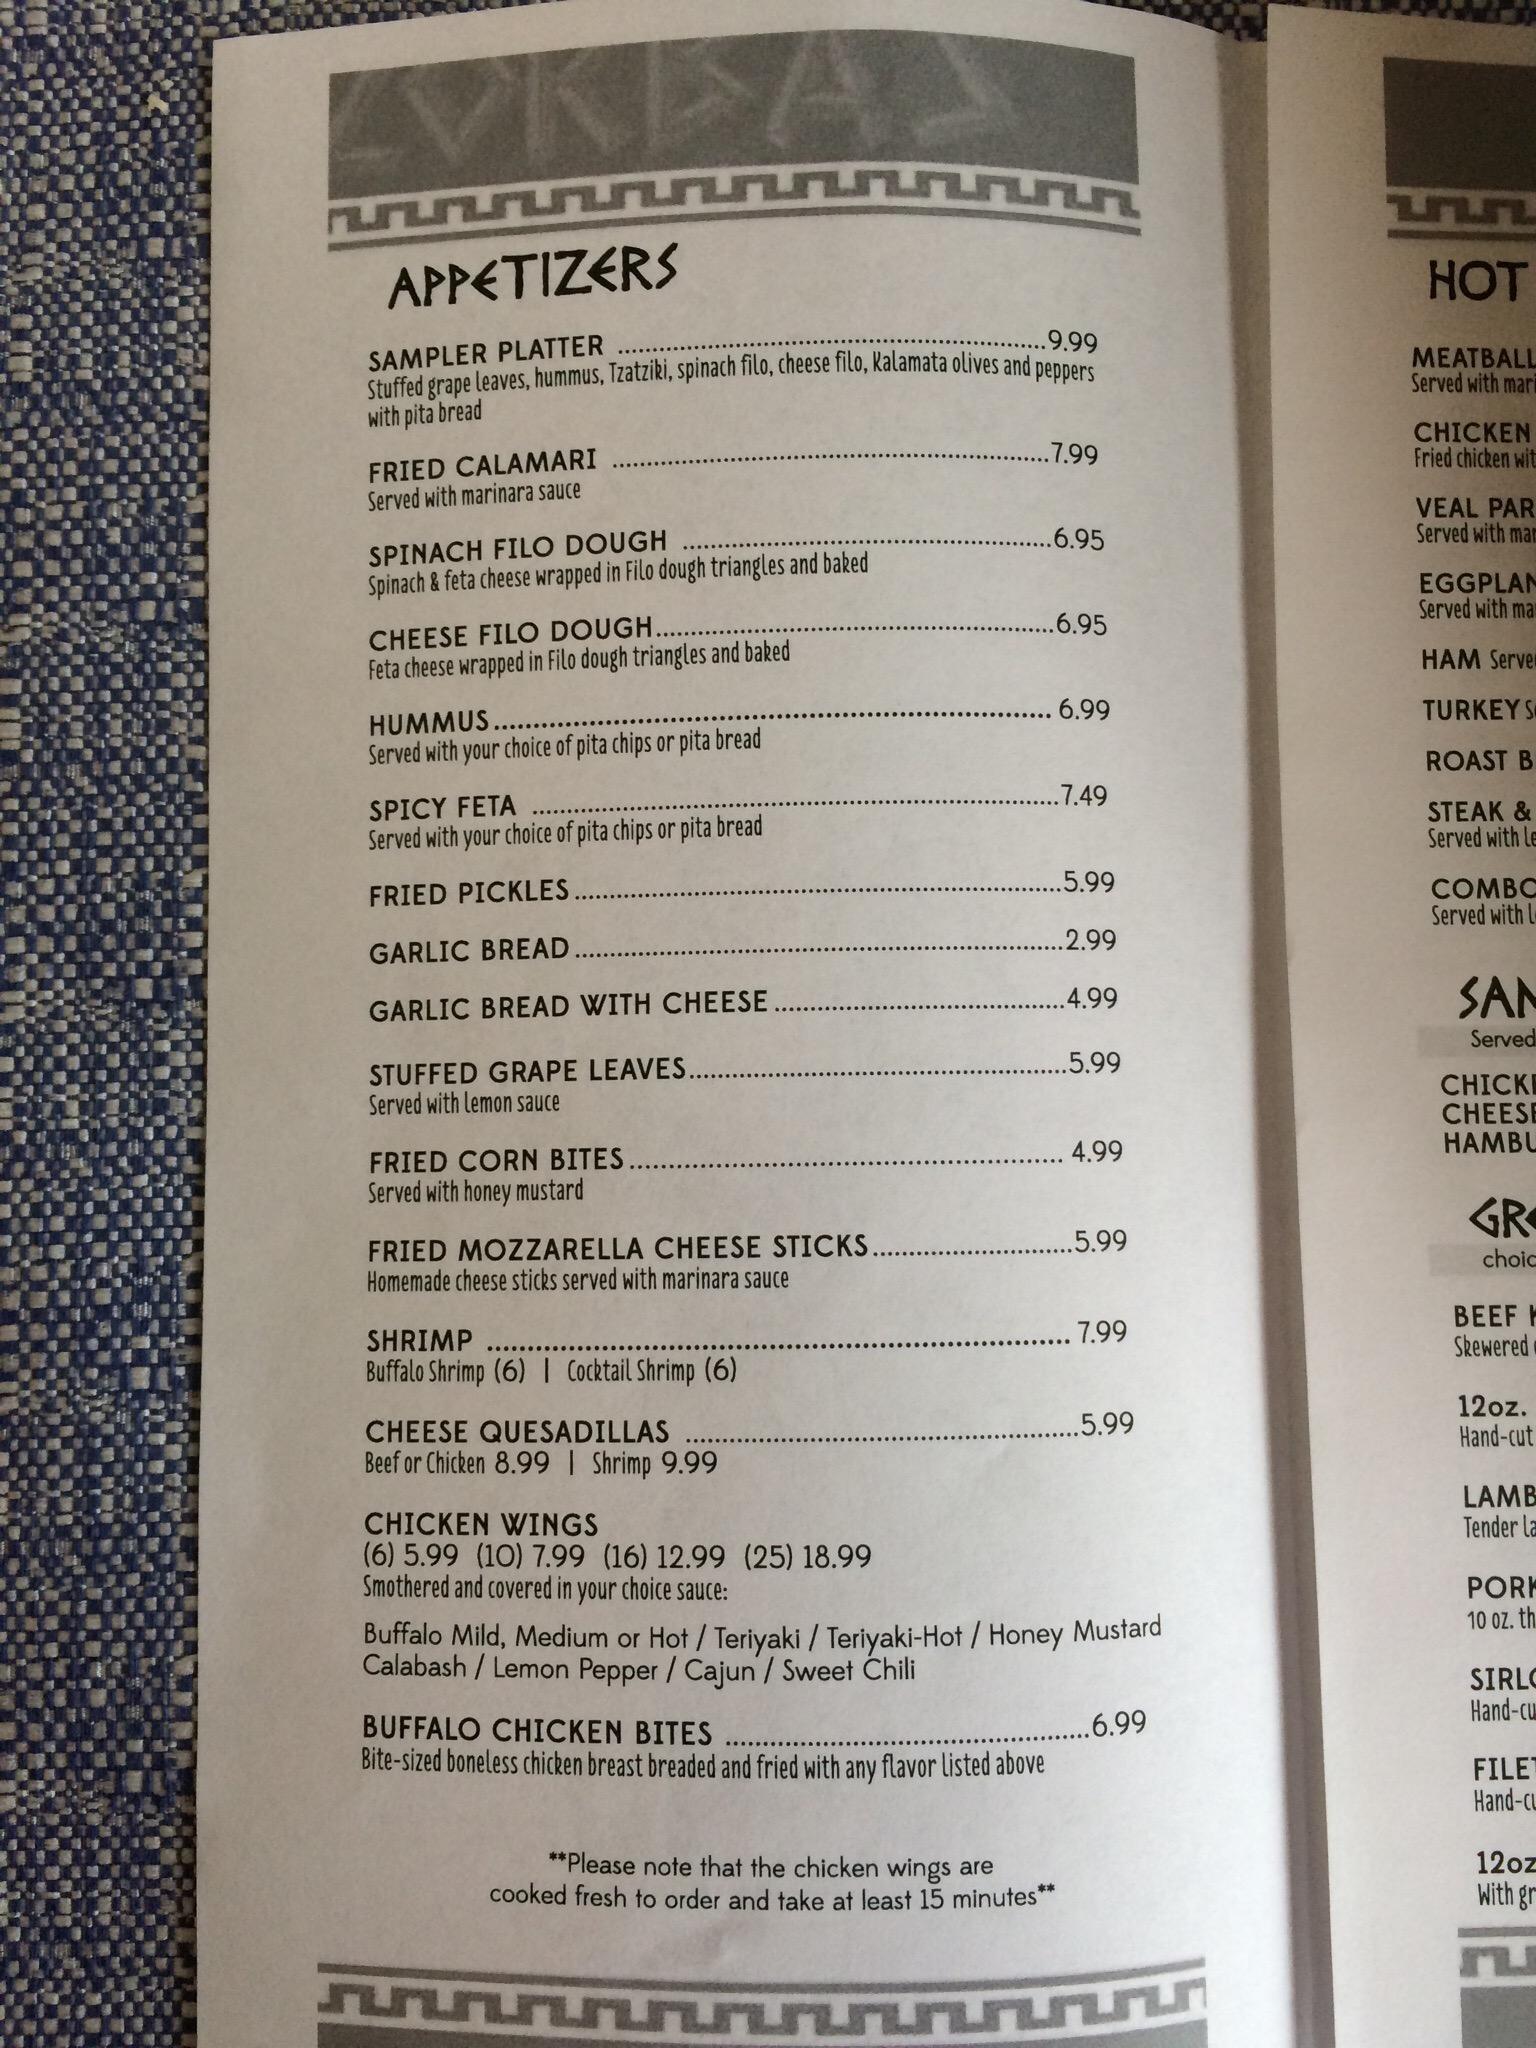 ZORBAS
APPETIZERS
SAMPLER PLATTER ..........9.99
Stuffed grape leaves, hummus, Tzatziki, spinach filo, cheese filo, Kalamata olives and peppers
with pita bread
FRIED CALAMARI ..........7.99
Served with marinara sauce
SPINACH FILO DOUGH ..........6.95
Spinach & feta cheese wrapped in Filo dough triangles and baked
CHEESE FILO DOUGH..........6.95
Feta cheese wrapped in Filo dough triangles and baked
HUMMUS.......... 6.99
Served with your choice of pita chips or pita bread
SPICY FETA ..........7.49
Served with your choice of pita chips or pita bread
FRIED PICKLES..........5.99
GARLIC BREAD..........2.99
GARLIC BREAD WITH CHEESE..........4.99
STUFFED GRAPE LEAVES..........5.99
Served with lemon sauce
FRIED CORN BITES.......... 4.99
Served with honey mustard
FRIED MOZZARELLA CHEESE STICKS..........5.99
Homemade cheese sticks served with marinara sauce
SHRIMP .......... 7.99
Buffalo Shrimp (6) | Cocktail Shrimp (6)
CHEESE QUESADILLAS ..........5.99
Beef or Chicken 8.99 | Shrimp 9.99
CHICKEN WINGS
(6) 5.99 (10) 7.99 (16) 12.99 (25) 18.99
Smothered and covered in your choice sauce:
Buffalo Mild, Medium or Hot / Teriyaki / Teriyaki-Hot / Honey Mustard
Calabash / Lemon Pepper / Cajun / Sweet Chili
BUFFALO CHICKEN BITES ..........6.99
Bite-sized boneless chicken breast breaded and fried with any flavor listed above
**Please note that the chicken wings are
cooked fresh to order and take at least 15 minutes**
HOT
MEATBALL
Served with
CHICKEN
Fried chicken
VEAL
Served with
Served with
HAM
TURKEY
ROAST
STEAK &
Served with
COMBO
Served with
Served
BEEF
Skewered
12oz.
Hand-cut
LAMB
Tender
PORK
10 oz.
12oz
With